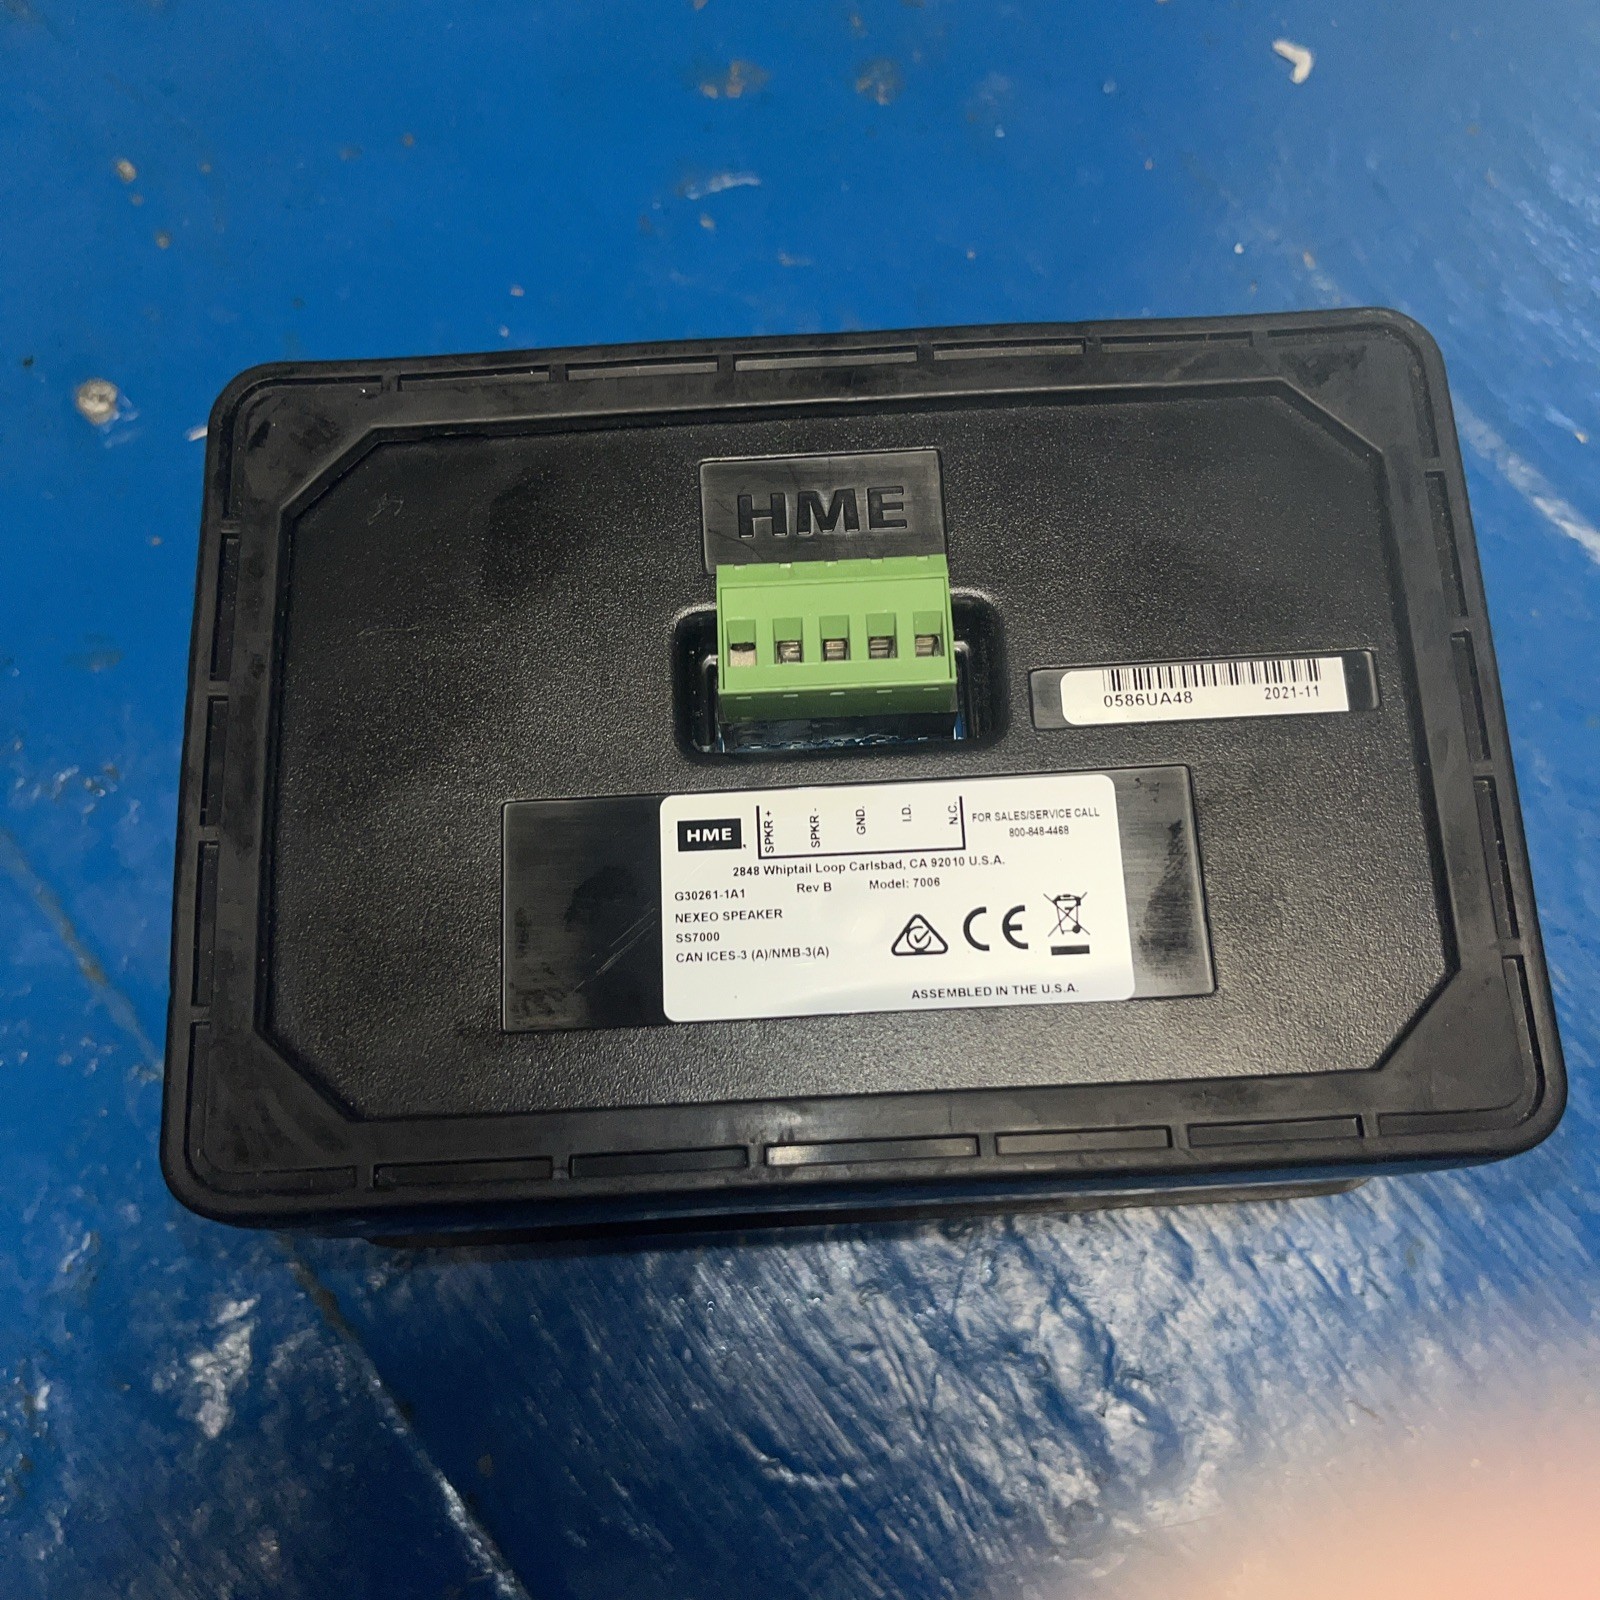 HME
0586UA48 2021-11
HME
SPKR +
SPKR -
GND.
I.D.
N.C.
FOR SALES/SERVICE CALL
800-848-4468
2848 Whiptail Loop Carlsbad, CA 92010 U.S.A.
G30261-1A1 Rev B Model: 7006
NEXEO SPEAKER
SS7000
CAN ICES-3 (A)/NMB-3(A)
CE
ASSEMBLED IN THE U.S.A.